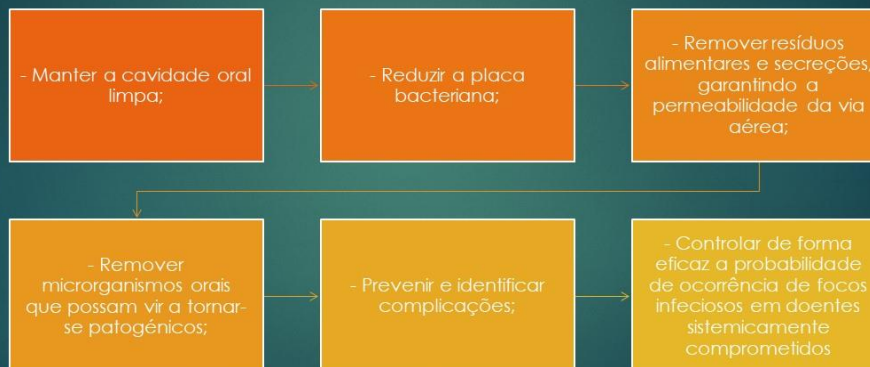 - Manter a cavidade oral
limpa;
- Reduzir a placa
bacteriana;
- Remover resíduos
alimentares e secreções,
garantindo a
permeabilidade da via
aérea;
- Remover
microrganismos orais
que possam vir a tornar-
se patogénicos;
- Prevenir e identificar
complicações;
- Controlar de forma
eficaz a probabilidade
de ocorrência de focos
infeciosos em doentes
sistemicamente
comprometidos